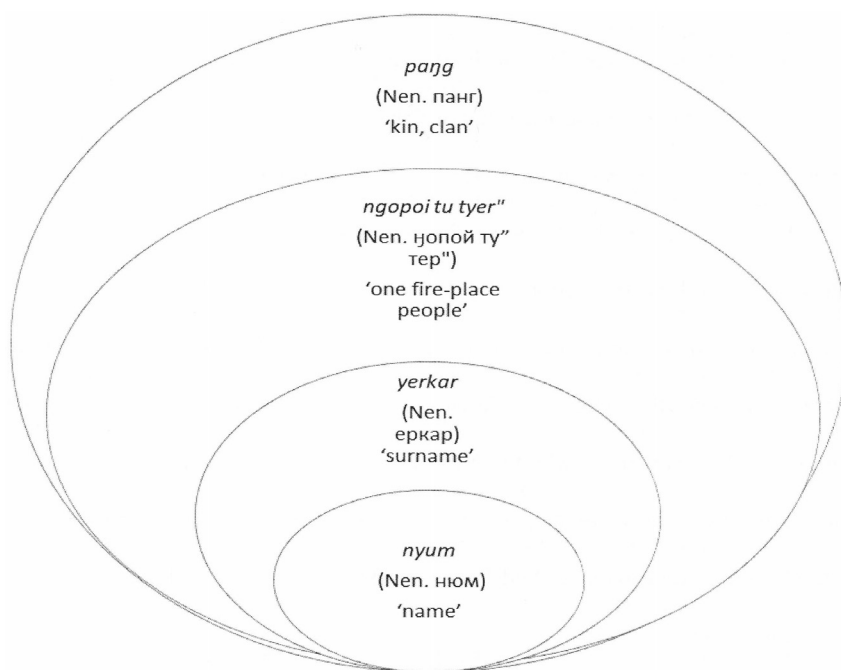 paŋg
(Nen. панг)
‘kin, clan’
ngopoi tu tyer"
(Nen. ӈопой ту”
тер")
‘one fire-place
people’
yerkar
(Nen.
еркар)
‘surname’
nyum
(Nen. нюм)
‘name’